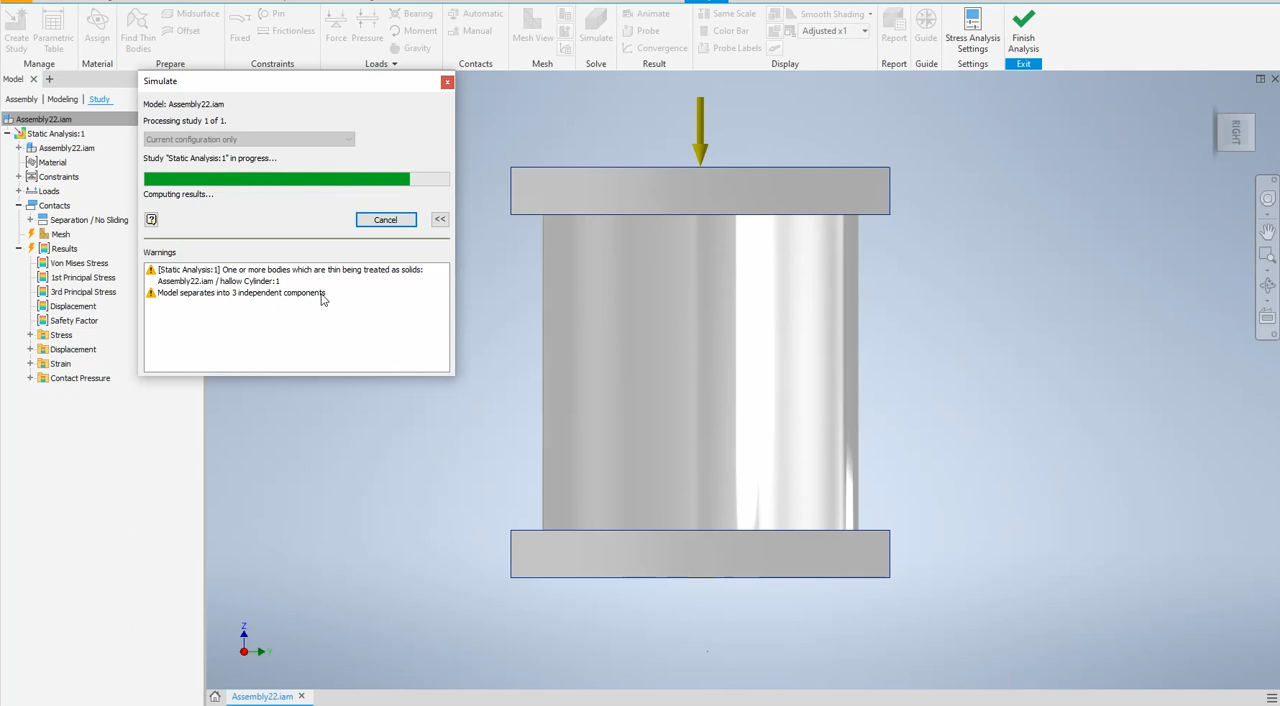 Create Study
Parametric Table
Assign
Find Thin Bodies
Midsurface
Offset
Fix
Pin
Frictionless
Force
Pressure
Bearing
Moment
Gravity
Automatic
Manual
Mesh View
Simulate
Animate
Probe
Convergence
Same Scale
Color Bar
Probe Labels
Smooth Shading
Adjusted x1
Report
Guide
Stress Analysis Settings
Finish Analysis
Manage
Material
Prepare
Constraints
Loads
Contacts
Mesh
Solve
Result
Display
Report
Guide
Settings
Exit
Model
Assembly
Modeling
Study
Assembly22.iam
Static Analysis:1
Assembly22.iam
Material
Constraints
Loads
Contacts
Separation / No Sliding
Mesh
Results
Von Mises Stress
1st Principal Stress
3rd Principal Stress
Displacement
Safety Factor
Stress
Displacement
Strain
Contact Pressure
Simulate
Model: Assembly22.iam
Processing study 1 of 1.
Current configuration only
Study "Static Analysis:1" in progress...
Computing results...
Cancel
<<
Warnings
[Static Analysis:1] One or more bodies which are thin being treated as solids:
Assembly22.iam / hallow Cylinder:1
Model separates into 3 independent components
RIGHT
Z
Y
Assembly22.iam